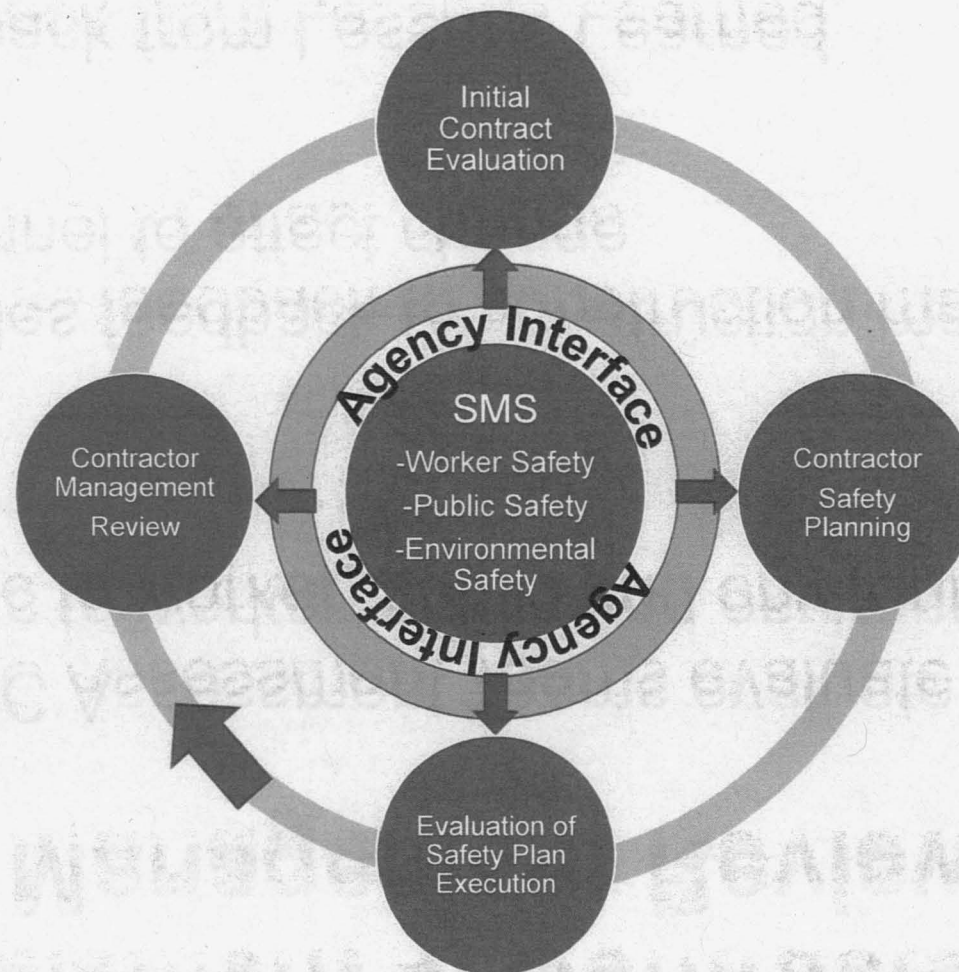 Initial
Contract
Evaluation
Agency Interface
SMS
-Worker Safety
-Public Safety
-Environmental
Safety
Agency Interface
Contractor
Management
Review
Contractor
Safety
Planning
Evaluation of
Safety Plan
Execution